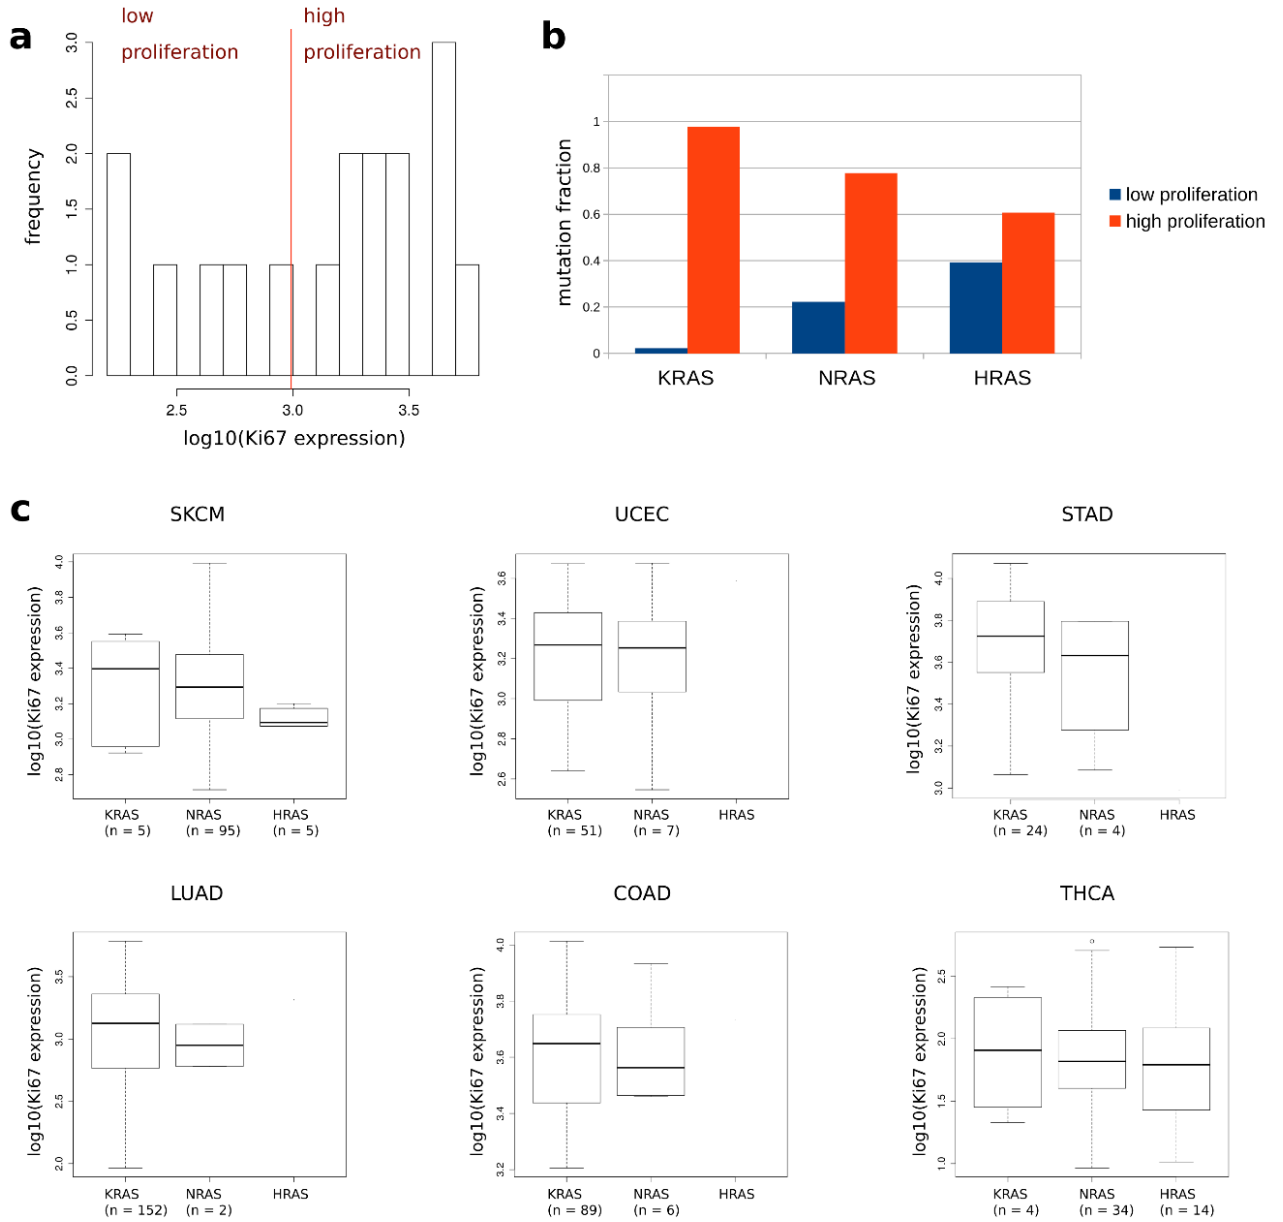 a
low
proliferation
high
proliferation
frequency
3.0
2.5
2.0
1.5
1.0
0.5
0.0
2.5 3.0 3.5
log10(Ki67 expression)
b
mutation fraction
1
0.8
0.6
0.4
0.2
0
KRAS NRAS HRAS
low proliferation
high proliferation
c
SKCM
log10(Ki67 expression)
4.0
3.8
3.6
3.4
3.2
3.0
2.8
KRAS NRAS HRAS
(n = 5) (n = 95) (n = 5)
UCEC
log10(Ki67 expression)
3.6
3.4
3.2
3.0
2.8
2.6
KRAS NRAS HRAS
(n = 51) (n = 7)
STAD
log10(Ki67 expression)
4.0
3.8
3.6
3.4
3.2
3.0
KRAS NRAS HRAS
(n = 24) (n = 4)
LUAD
log10(Ki67 expression)
3.5
3.0
2.5
2.0
KRAS NRAS HRAS
(n = 152) (n = 2)
COAD
log10(Ki67 expression)
4.0
3.8
3.6
3.4
3.2
KRAS NRAS HRAS
(n = 89) (n = 6)
THCA
log10(Ki67 expression)
2.5
2.0
1.5
1.0
KRAS NRAS HRAS
(n = 4) (n = 34) (n = 14)